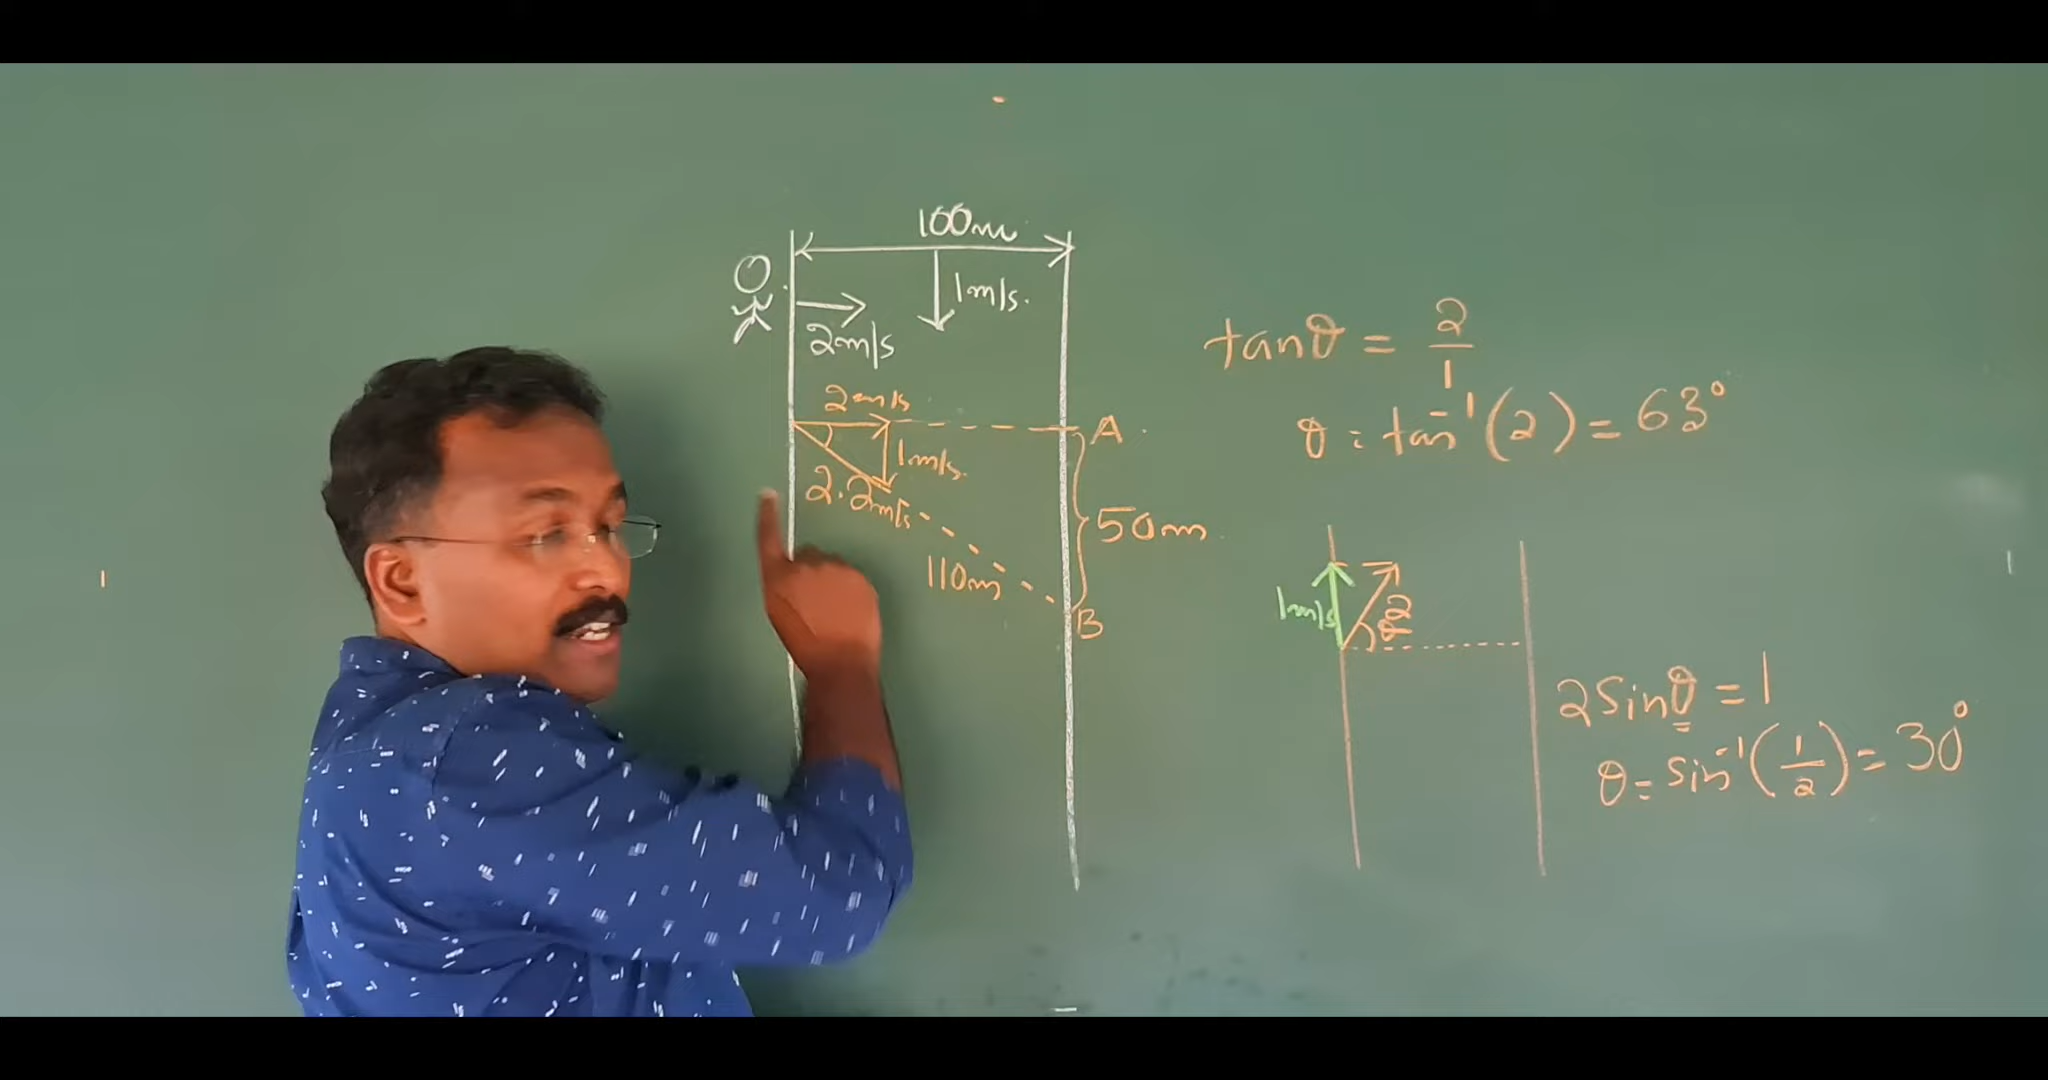 100m
1m/s.
2m/s
2m/s
A
1m/s.
2.2m/s
50m
110m
B
tanθ = 2/1
θ = tan⁻¹(2) = 63°
1m/s
2
2sinθ = 1
θ = sin⁻¹(1/2) = 30°